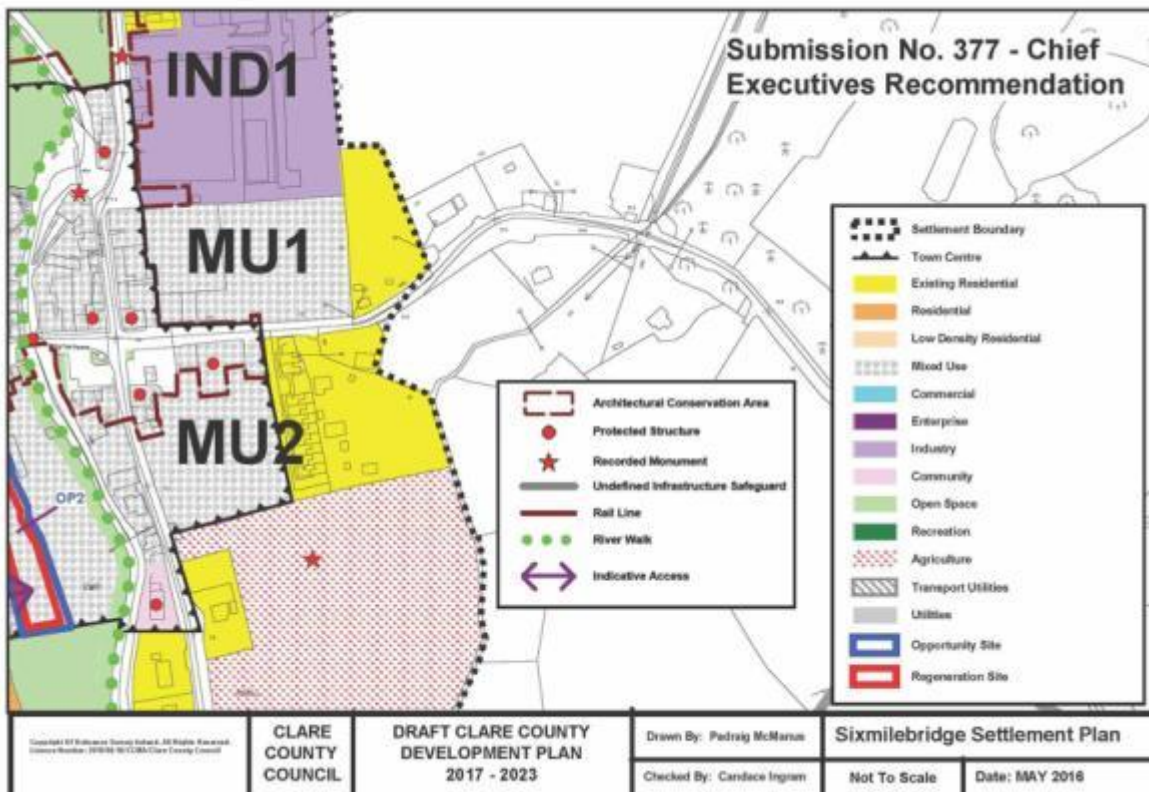 Submission No. 377 - Chief
Executives Recommendation
IND1
MU1
MU2
OP2
Architectural Conservation Area
Protected Structure
Recorded Monument
Undefined Infrastructure Safeguard
Rail Line
River Walk
Indicative Access
Settlement Boundary
Town Centre
Existing Residential
Residential
Low Density Residential
Mixed Use
Commercial
Enterprise
Industry
Community
Open Space
Recreation
Agriculture
Transport Utilities
Utilities
Opportunity Site
Regeneration Site
CLARE
COUNTY
COUNCIL
DRAFT CLARE COUNTY
DEVELOPMENT PLAN
2017 - 2023
Drawn By: Padraig McManus
Checked By: Candace Ingram
Sixmilebridge Settlement Plan
Not To Scale
Date: MAY 2016